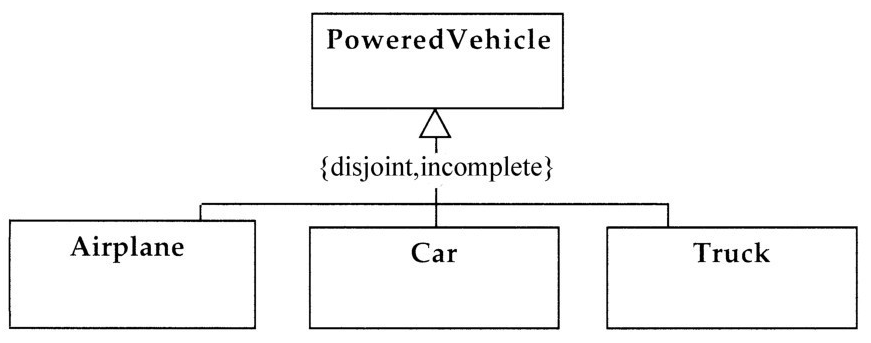 PoweredVehicle
{disjoint,incomplete}
Airplane
Car
Truck